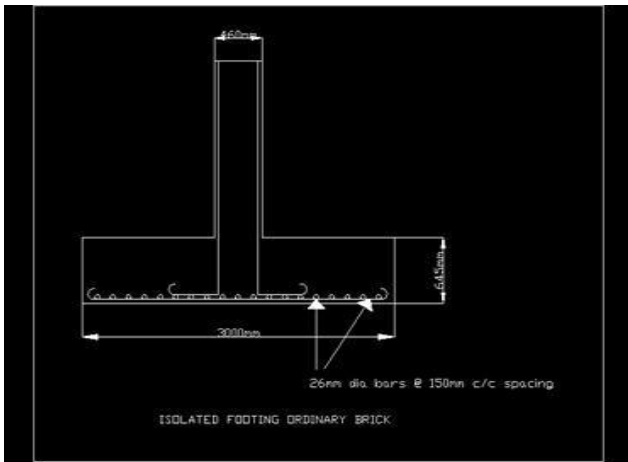 460mm
645mm
3000mm
26mm dia bars @ 150mm c/c spacing
ISOLATED FOOTING ORDINARY BRICK